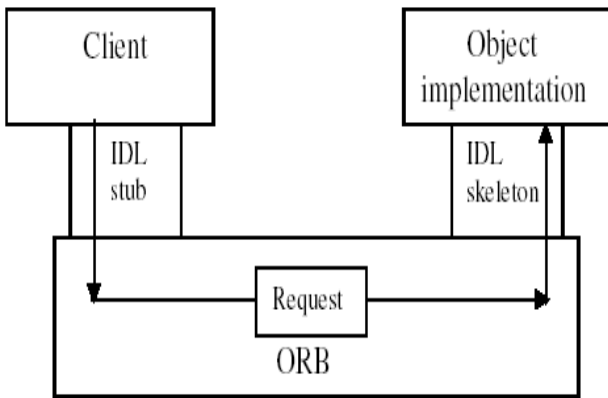 Client
Object
implementation
IDL
stub
IDL
skeleton
Request
ORB